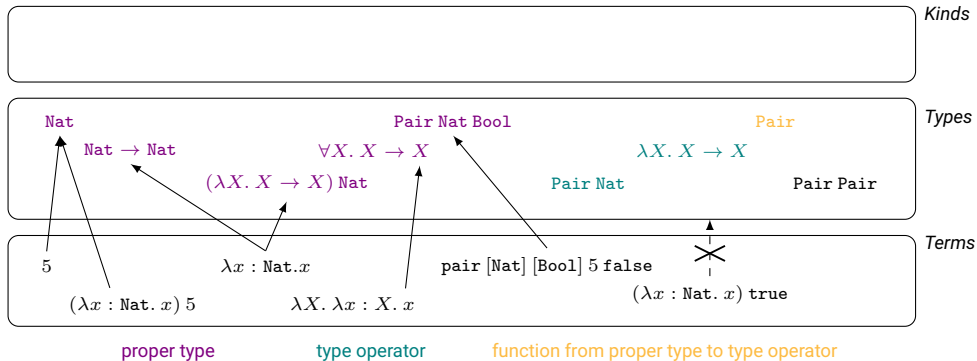 Kinds
Types
Nat
Pair Nat Bool
Pair
Nat → Nat
∀X. X → X
λX. X → X
(λX. X → X) Nat
Pair Nat
Pair Pair
Terms
5
λx : Nat.x
pair [Nat] [Bool] 5 false
(λx : Nat. x) 5
λX. λx : X. x
(λx : Nat. x) true
proper type
type operator
function from proper type to type operator